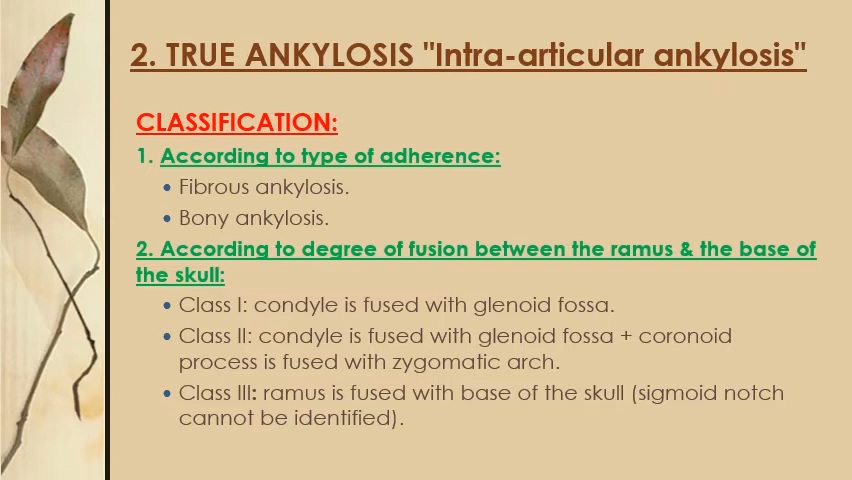 2. TRUE ANKYLOSIS "Intra-articular ankylosis"
CLASSIFICATION:
1. According to type of adherence:
• Fibrous ankylosis.
• Bony ankylosis.
2. According to degree of fusion between the ramus & the base of
the skull:
• Class I: condyle is fused with glenoid fossa.
• Class II: condyle is fused with glenoid fossa + coronoid
process is fused with zygomatic arch.
• Class III: ramus is fused with base of the skull (sigmoid notch
cannot be identified).